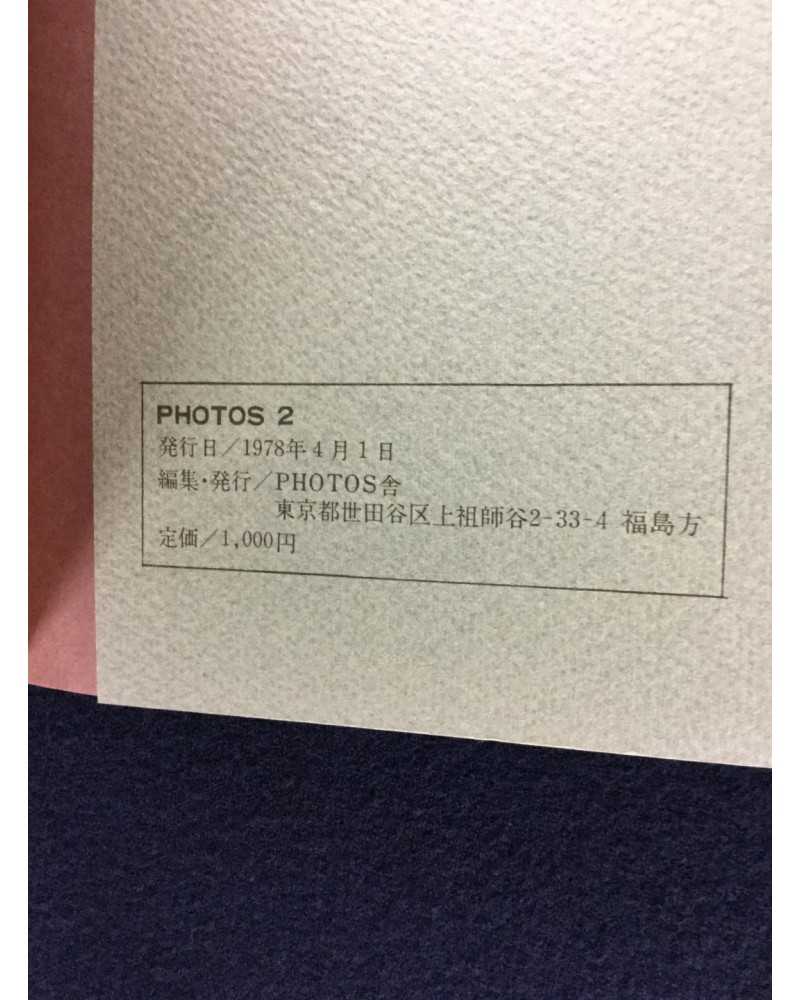 PHOTOS 2
発行日／1978年4月1日
編集・発行／PHOTOS舎
東京都世田谷区上祖師谷2-33-4 福島方
定価／1,000円